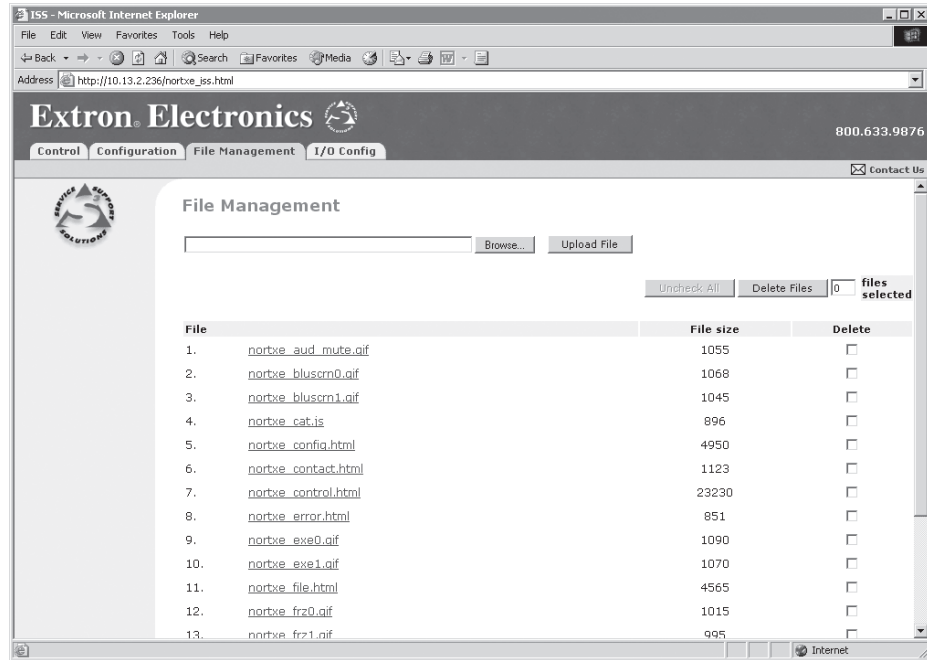 ISS - Microsoft Internet Explorer
File Edit View Favorites Tools Help
Back Search Favorites Media
Address http://10.13.2.236/nortxe_iss.html
Extron® Electronics
800.633.9876
Control Configuration File Management I/O Config
Contact Us
SERVICE SUPPORT SOLUTIONS S3
File Management
Browse... Upload File
Uncheck All Delete Files 0 files selected
File File size Delete
1. nortxe_aud_mute.gif 1055
2. nortxe_bluscrn0.gif 1068
3. nortxe_bluscrn1.gif 1045
4. nortxe_cat.js 896
5. nortxe_config.html 4950
6. nortxe_contact.html 1123
7. nortxe_control.html 23230
8. nortxe_error.html 851
9. nortxe_exe0.gif 1090
10. nortxe_exe1.gif 1070
11. nortxe_file.html 4565
12. nortxe_frz0.gif 1015
13. nortxe_frz1.gif 995
Internet